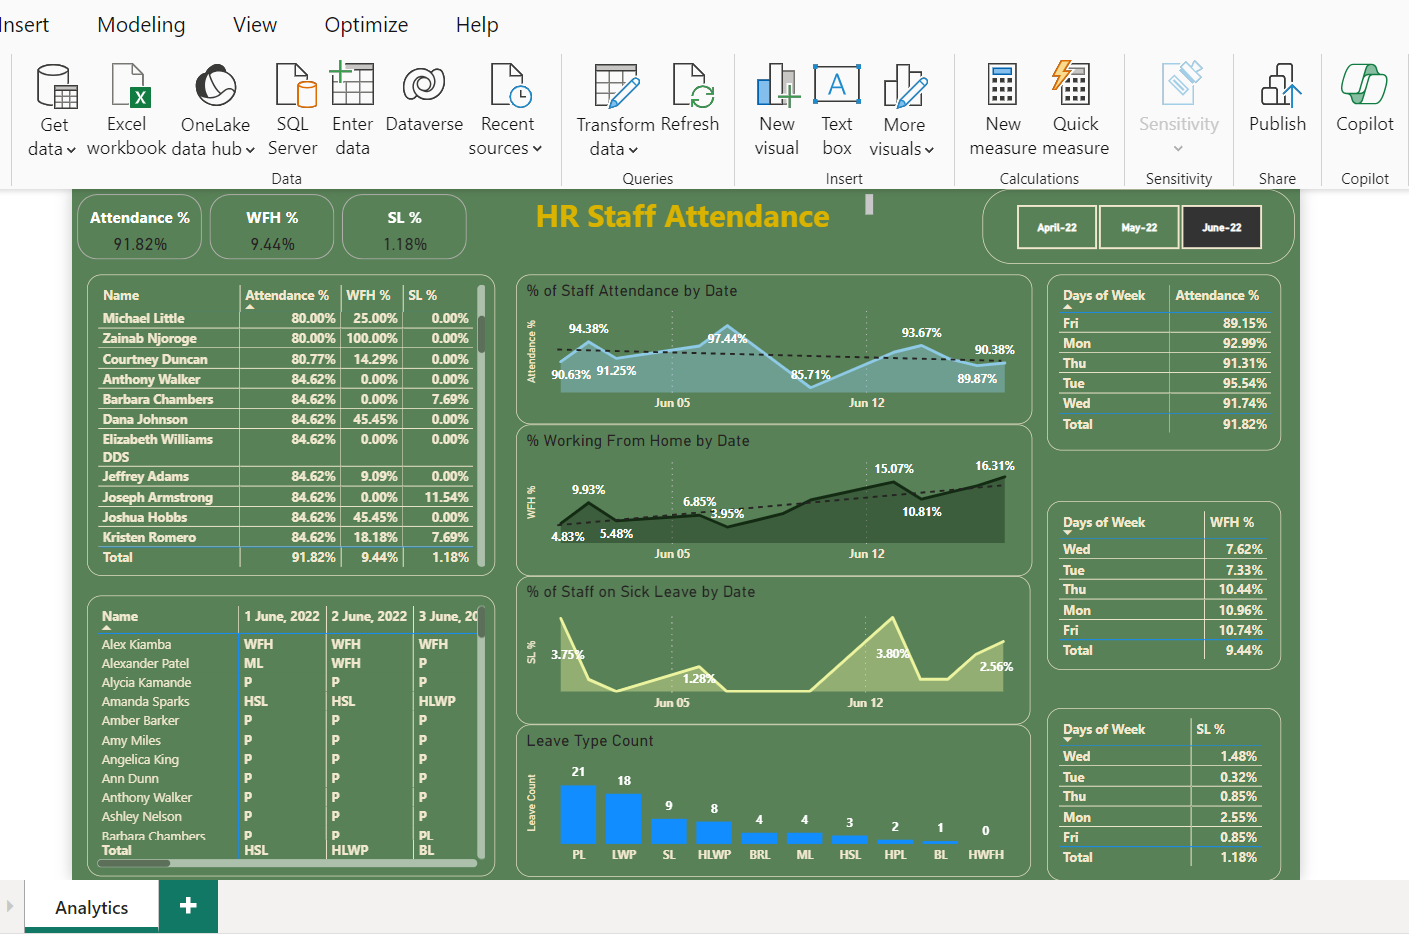 Insert Modeling View Optimize Help
Get data Excel workbook OneLake data hub SQL Server Enter data Dataverse Recent sources Transform data Refresh New visual Text box More visuals New measure Quick measure Sensitivity Publish Copilot
Data Queries Insert Calculations Sensitivity Share Copilot
Attendance % WFH % SL %
91.82% 9.44% 1.18%
HR Staff Attendance
April-22 May-22 June-22
Name Attendance % WFH % SL %
Michael Little 80.00% 25.00% 0.00%
Zainab Njoroge 80.00% 100.00% 0.00%
Courtney Duncan 80.77% 14.29% 0.00%
Anthony Walker 84.62% 0.00% 0.00%
Barbara Chambers 84.62% 0.00% 7.69%
Dana Johnson 84.62% 45.45% 0.00%
Elizabeth Williams 84.62% 0.00% 0.00%
DDS
Jeffrey Adams 84.62% 9.09% 0.00%
Joseph Armstrong 84.62% 0.00% 11.54%
Joshua Hobbs 84.62% 45.45% 0.00%
Kristen Romero 84.62% 18.18% 7.69%
Total 91.82% 9.44% 1.18%
Name 1 June, 2022 2 June, 2022 3 June, 20
Alex Kiamba WFH WFH WFH
Alexander Patel ML WFH P
Alycia Kamande P P P
Amanda Sparks HSL HSL HLWP
Amber Barker P P P
Amy Miles P P P
Angelica King P P P
Ann Dunn P P P
Anthony Walker P P P
Ashley Nelson P P P
Barbara Chambers P P PL
Total HSL HLWP BL
% of Staff Attendance by Date
Attendance %
94.38% 97.44% 93.67% 90.38%
90.63% 91.25% 85.71% 89.87%
Jun 05 Jun 12
% Working From Home by Date
WFH %
9.93% 6.85% 15.07% 16.31%
4.83% 5.48% 3.95% 10.81%
Jun 05 Jun 12
% of Staff on Sick Leave by Date
SL %
3.75% 1.28% 3.80% 2.56%
Jun 05 Jun 12
Leave Type Count
Leave Count
21 18 9 8 4 4 3 2 1 0
PL LWP SL HLWP BRL ML HSL HPL BL HWFH
Days of Week Attendance %
Fri 89.15%
Mon 92.99%
Thu 91.31%
Tue 95.54%
Wed 91.74%
Total 91.82%
Days of Week WFH %
Wed 7.62%
Tue 7.33%
Thu 10.44%
Mon 10.96%
Fri 10.74%
Total 9.44%
Days of Week SL %
Wed 1.48%
Tue 0.32%
Thu 0.85%
Mon 2.55%
Fri 0.85%
Total 1.18%
Analytics